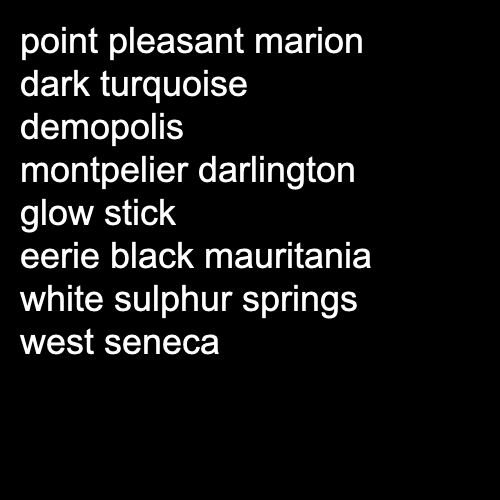 point pleasant marion
dark turquoise
demopolis
montpelier darlington
glow stick
eerie black mauritania
white sulphur springs
west seneca